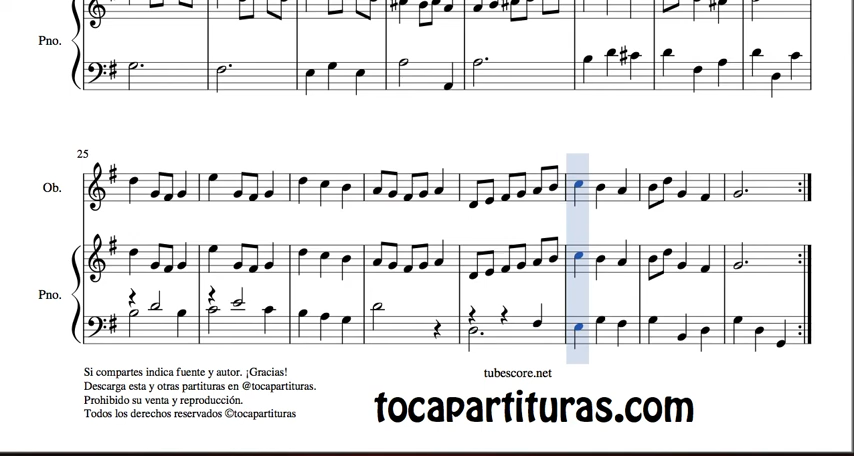 Pno.
25
Ob.
Pno.
Si compartes indica fuente y autor. ¡Gracias!
Descarga esta y otras partituras en @tocapartituras.
Prohibido su venta y reproducción.
Todos los derechos reservados ©tocapartituras
tubescore.net
tocapartituras.com